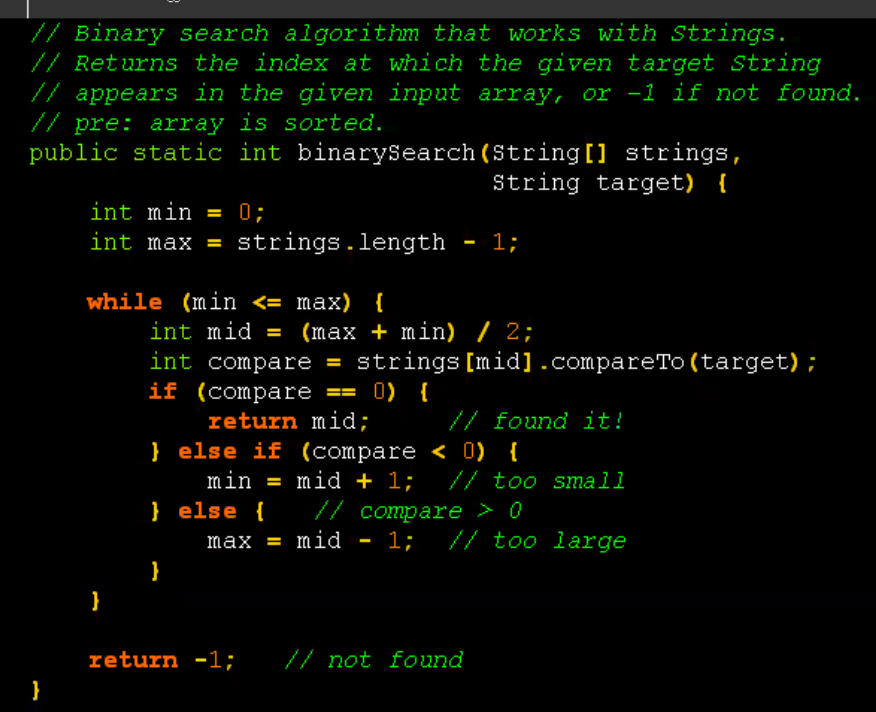 // Binary search algorithm that works with Strings.
// Returns the index at which the given target String
// appears in the given input array, or -1 if not found.
// pre: array is sorted.
public static int binarySearch(String[] strings,
                               String target) {
    int min = 0;
    int max = strings.length - 1;

    while (min <= max) {
        int mid = (max + min) / 2;
        int compare = strings[mid].compareTo(target);
        if (compare == 0) {
            return mid;     // found it!
        } else if (compare < 0) {
            min = mid + 1;  // too small
        } else {   // compare > 0
            max = mid - 1;  // too large
        }
    }

    return -1;   // not found
}